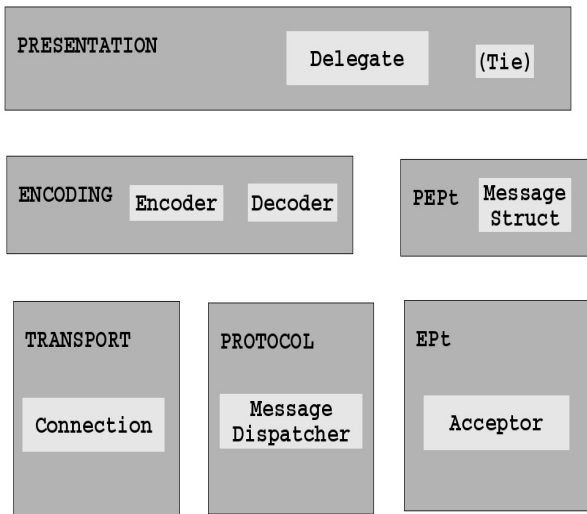 PRESENTATION
Delegate
(Tie)
ENCODING
Encoder
Decoder
PEPt
Message
Struct
TRANSPORT
Connection
PROTOCOL
Message
Dispatcher
EPt
Acceptor